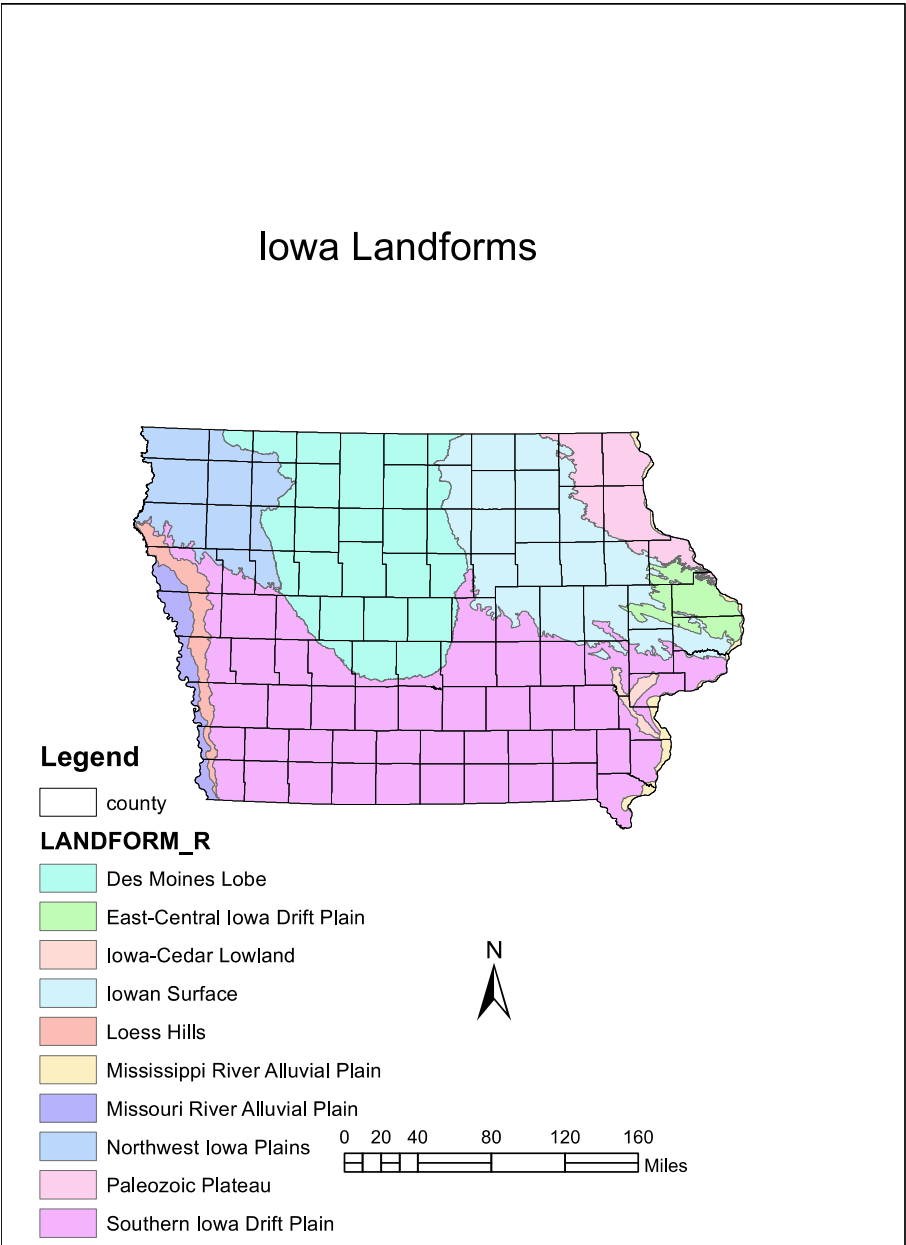 Iowa Landforms
Legend
county
LANDFORM_R
Des Moines Lobe
East-Central Iowa Drift Plain
Iowa-Cedar Lowland
Iowan Surface
Loess Hills
Mississippi River Alluvial Plain
Missouri River Alluvial Plain
Northwest Iowa Plains
Paleozoic Plateau
Southern Iowa Drift Plain
N
0 20 40 80 120 160
Miles